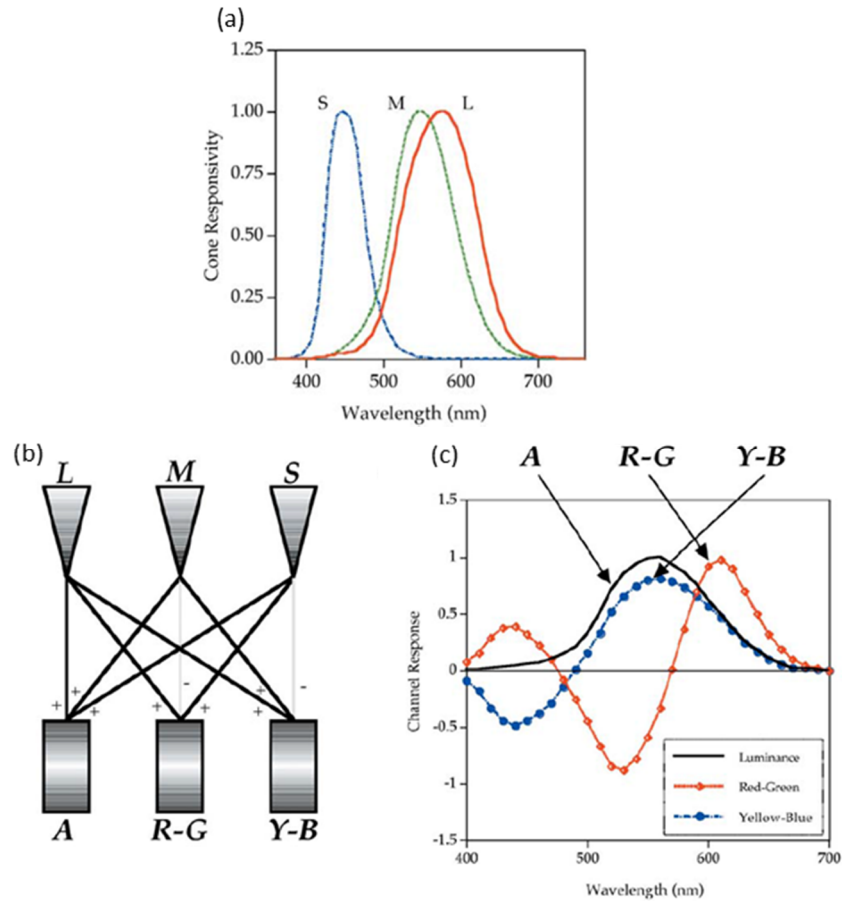 (a)
1.25
1.00
0.75
0.50
0.25
0.00
Cone Responsivity
S
M
L
400
500
600
700
Wavelength (nm)
(b)
L
M
S
+
+
+
+
-
+
+
+
-
A
R-G
Y-B
(c)
A
R-G
Y-B
1.5
1
0.5
0
-0.5
-1
-1.5
Channel Response
Luminance
Red-Green
Yellow-Blue
400
500
600
700
Wavelength (nm)